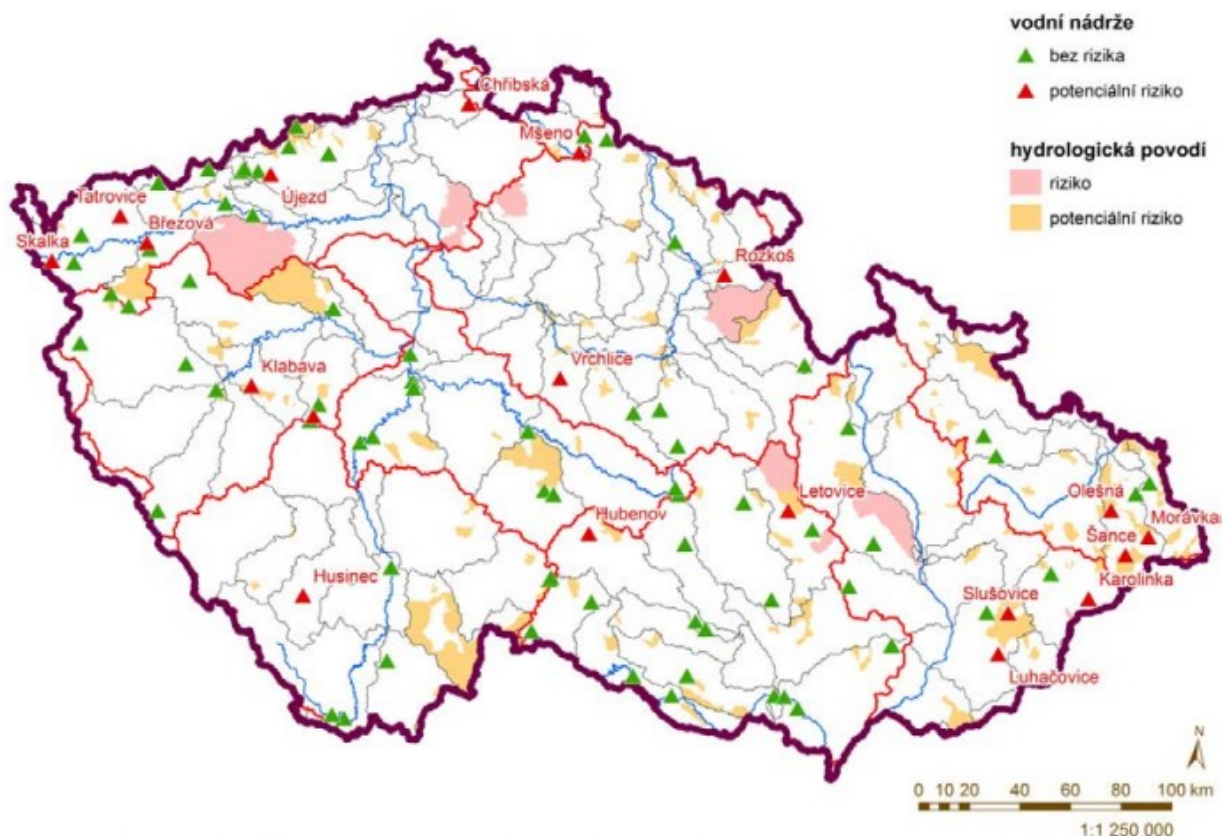 vodní nádrže
bez rizika
potenciální riziko
hydrologická povodí
riziko
potenciální riziko
Chřibská
Mšeno
Tatrovice
Újezd
Březová
Skalka
Rozkoš
Klabava
Vrchlice
Letovice
Olešná
Hubenov
Morávka
Šance
Husinec
Karolinka
Slušovice
Luhačovice
N
0 10 20 40 60 80 100 km
1:1 250 000